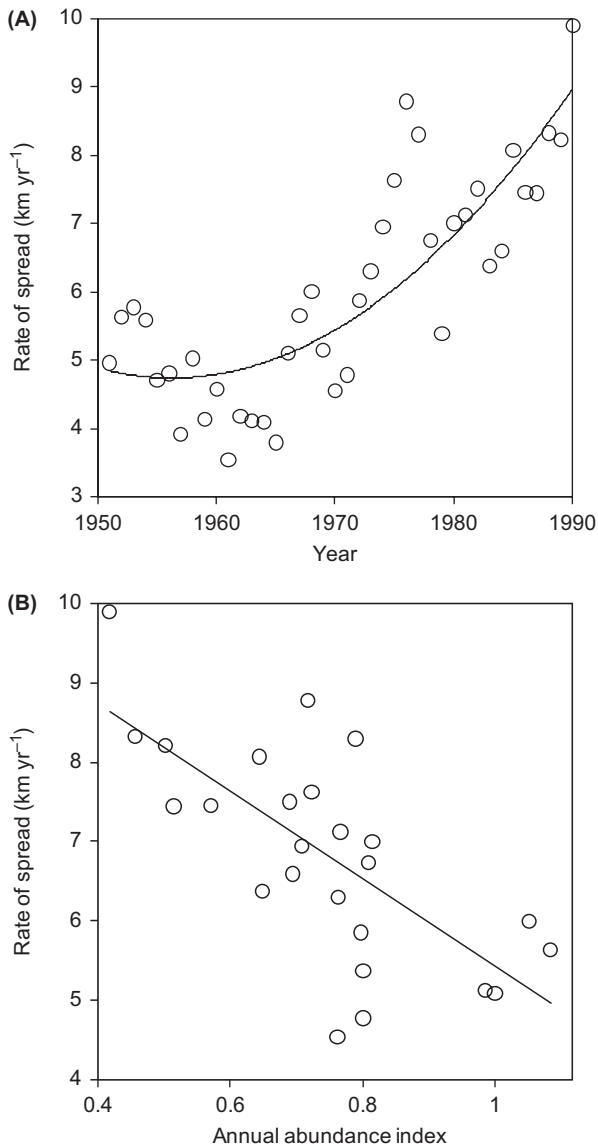 (A)
10
9
8
7
6
5
4
3
Rate of spread (km yr⁻¹)
1950 1960 1970 1980 1990
Year
(B)
10
9
8
7
6
5
4
Rate of spread (km yr⁻¹)
0.4 0.6 0.8 1
Annual abundance index